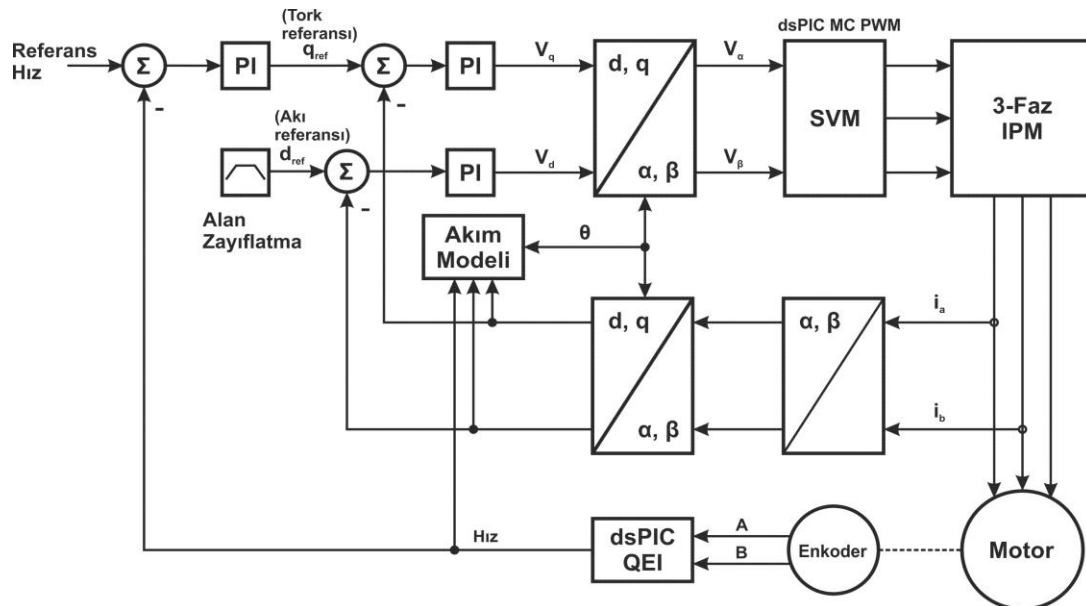 dsPIC MC PWM
(Tork
referansı)
q_ref
Referans
Hız
Σ
-
PI
Σ
-
PI
V_q
d, q
α, β
V_α
V_β
SVM
3-Faz
IPM
(Akı
referansı)
d_ref
Σ
-
PI
V_d
Alan
Zayıflatma
Akım
Modeli
θ
d, q
α, β
α, β
i_a
i_b
Hız
dsPIC
QEI
A
B
Enkoder
Motor